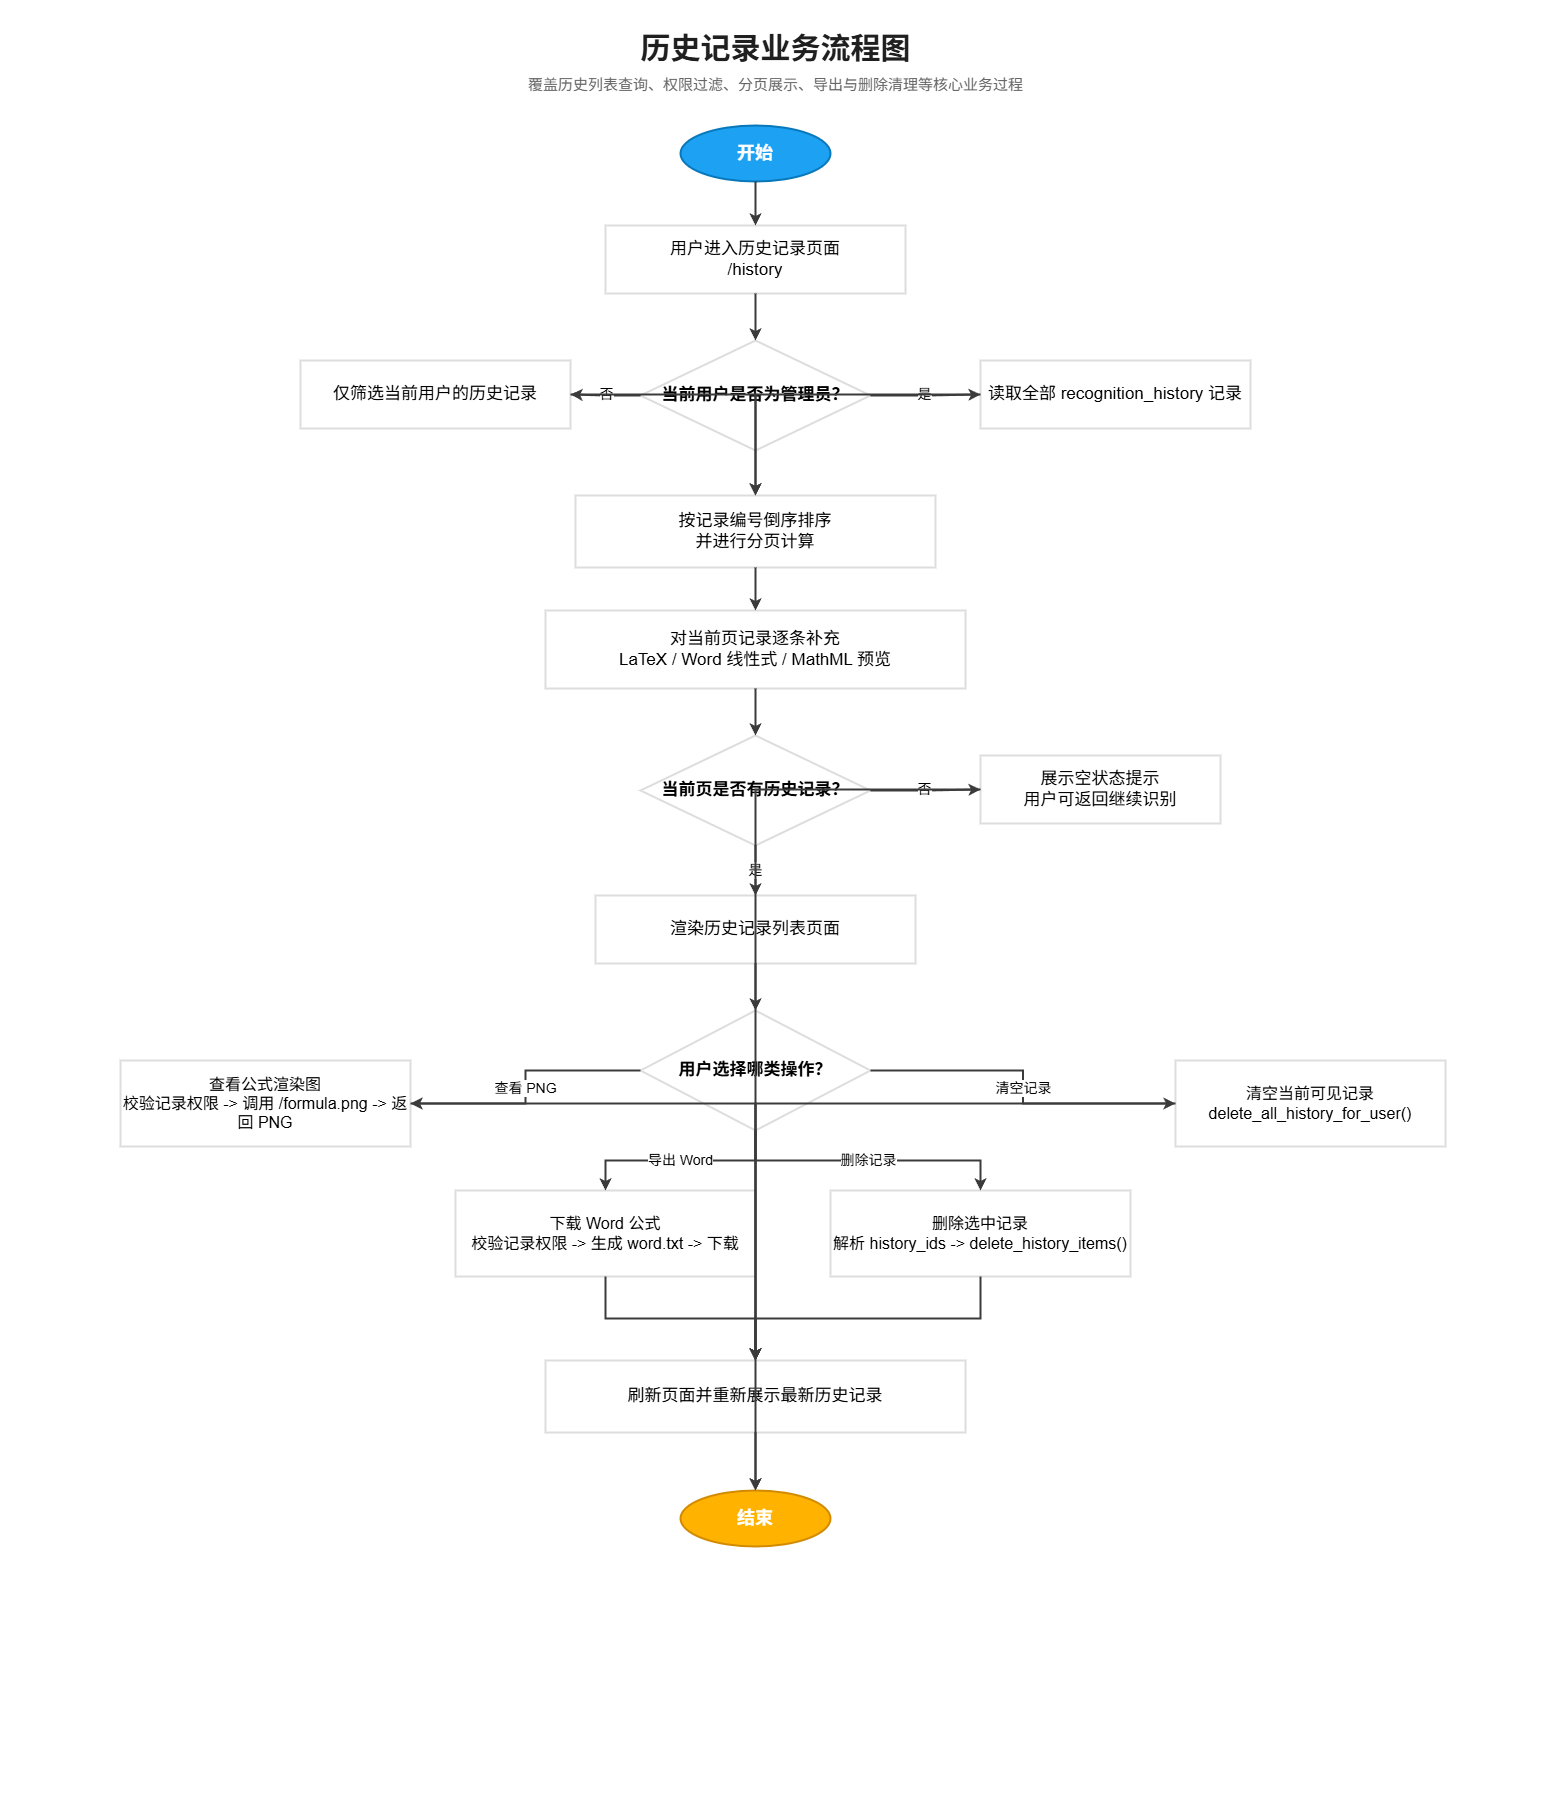 历史记录业务流程图
覆盖历史列表查询、权限过滤、分页展示、导出与删除清理等核心业务过程
开始
用户进入历史记录页面
/history
仅筛选当前用户的历史记录
否
当前用户是否为管理员?
是
读取全部 recognition_history 记录
按记录编号倒序排序
并进行分页计算
对当前页记录逐条补充
LaTeX / Word 线性式 / MathML 预览
当前页是否有历史记录?
否
展示空状态提示
用户可返回继续识别
是
渲染历史记录列表页面
用户选择哪类操作?
查看 PNG
清空记录
查看公式渲染图
校验记录权限 -> 调用 /formula.png -> 返
回 PNG
清空当前可见记录
delete_all_history_for_user()
导出 Word
删除记录
下载 Word 公式
校验记录权限 -> 生成 word.txt -> 下载
删除选中记录
解析 history_ids -> delete_history_items()
刷新页面并重新展示最新历史记录
结束